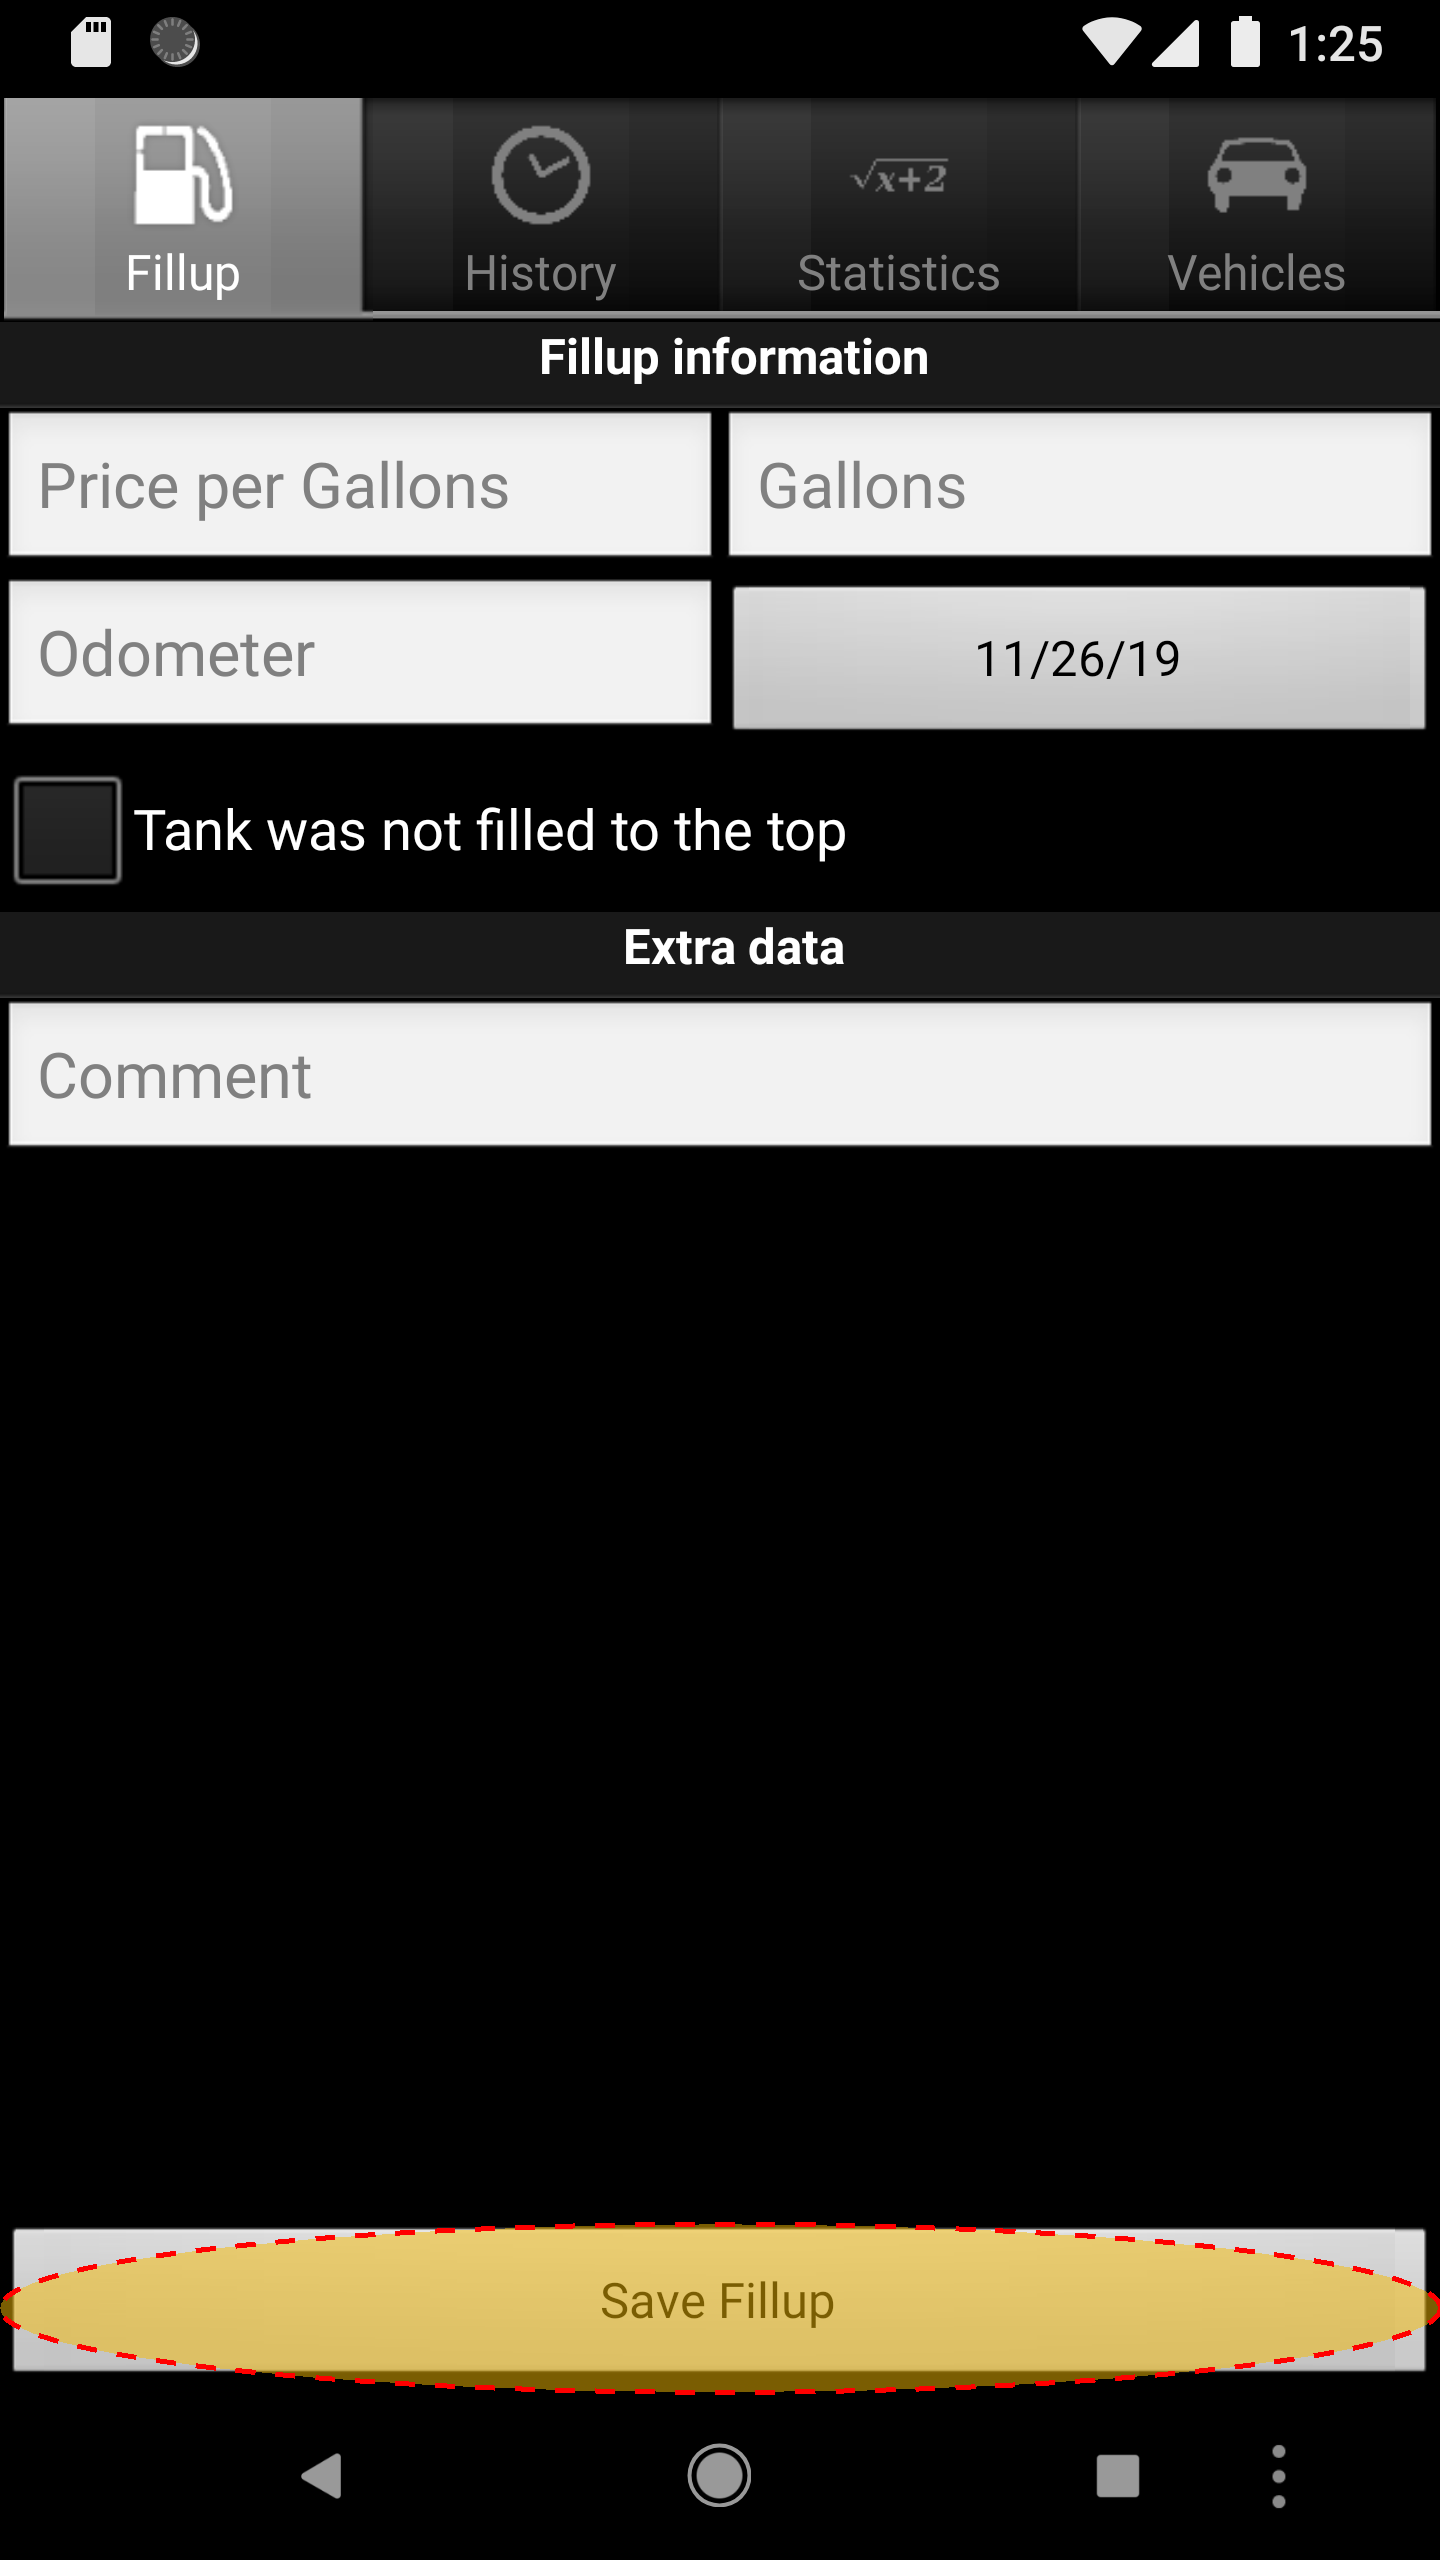 1:25
Fillup
History
√x+2
Statistics
Vehicles
Fillup information
Price per Gallons
Gallons
Odometer
11/26/19
Tank was not filled to the top
Extra data
Comment
Save Fillup